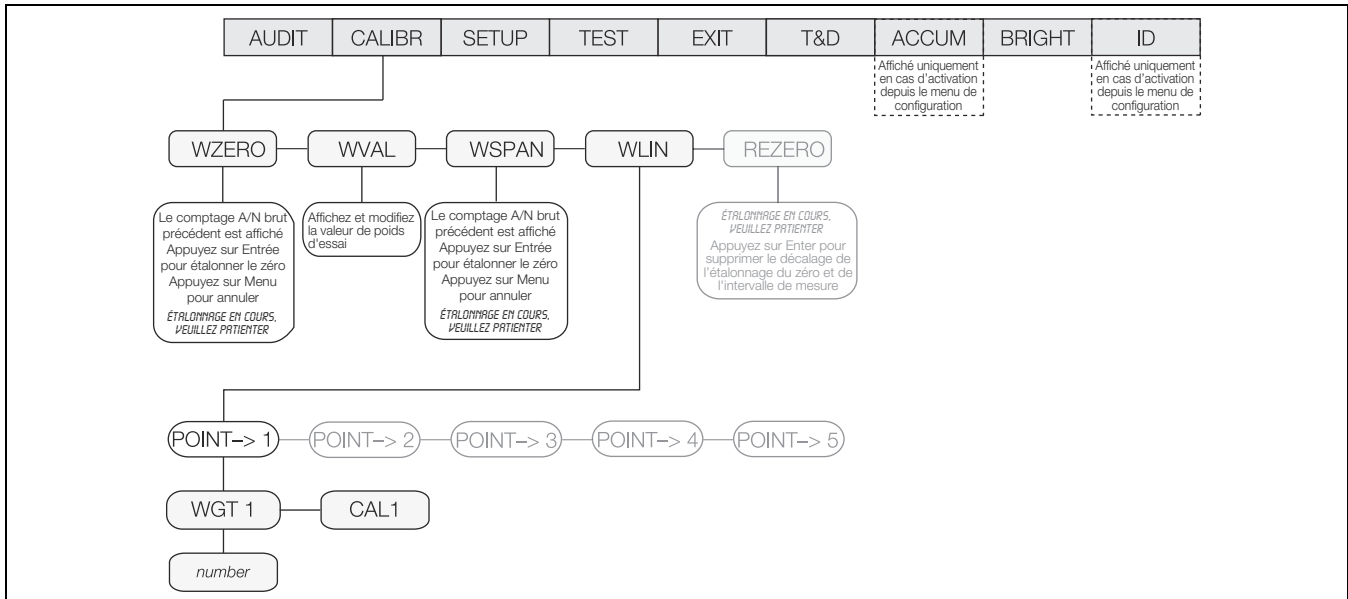 AUDIT CALIBR SETUP TEST EXIT T&D ACCUM BRIGHT ID
Affiché uniquement
en cas d'activation
depuis le menu de
configuration
Affiché uniquement
en cas d'activation
depuis le menu de
configuration
WZERO WVAL WSPAN WLIN REZERO
Le comptage A/N brut
précédent est affiché
Appuyez sur Entrée
pour étalonner le zéro
Appuyez sur Menu
pour annuler
ÉTALONNAGE EN COURS,
VEUILLEZ PATIENTER
Affichez et modifiez
la valeur de poids
d'essai
Le comptage A/N brut
précédent est affiché
Appuyez sur Entrée
pour étalonner le zéro
Appuyez sur Menu
pour annuler
ÉTALONNAGE EN COURS,
VEUILLEZ PATIENTER
ÉTALONNAGE EN COURS,
VEUILLEZ PATIENTER
Appuyez sur Enter pour
supprimer le décalage de
l'étalonnage du zéro et de
l'intervalle de mesure
POINT–> 1 POINT–> 2 POINT–> 3 POINT–> 4 POINT–> 5
WGT 1 CAL1
number